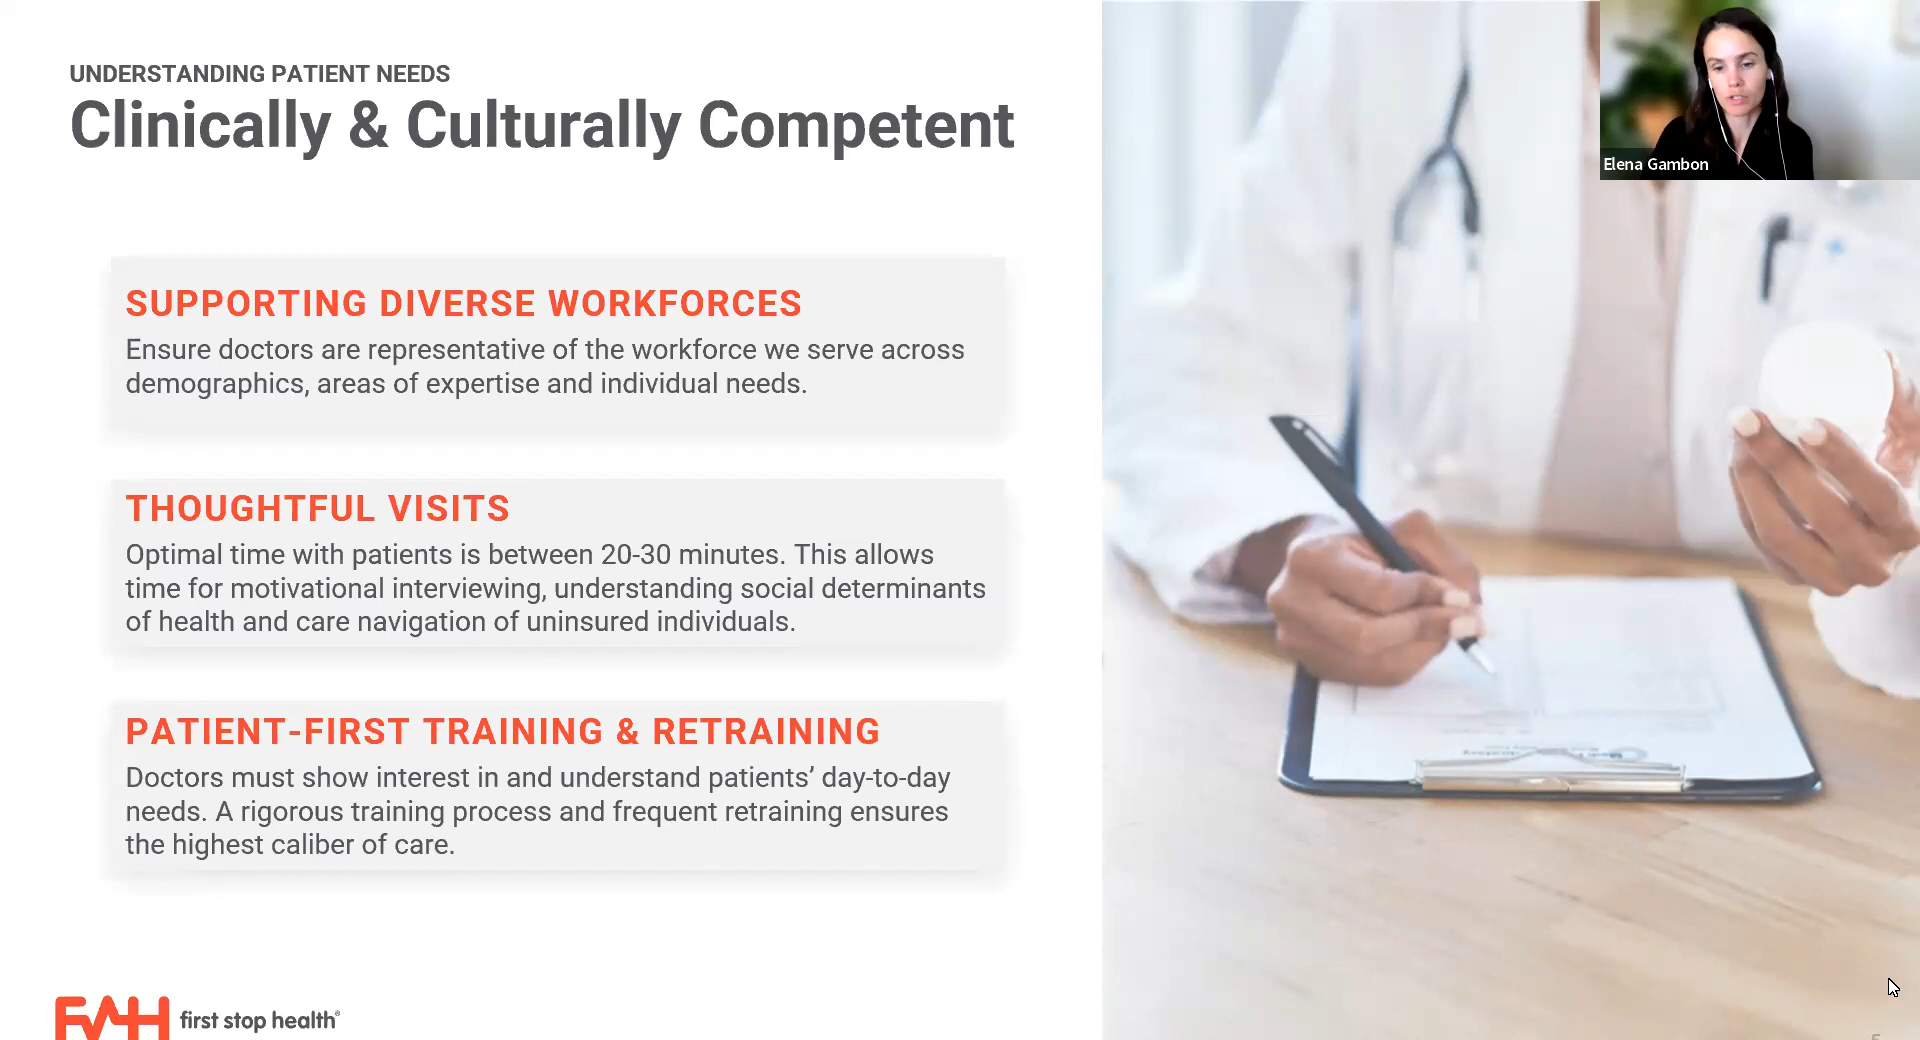 UNDERSTANDING PATIENT NEEDS
Clinically & Culturally Competent
Elena Gambon
SUPPORTING DIVERSE WORKFORCES
Ensure doctors are representative of the workforce we serve across
demographics, areas of expertise and individual needs.
THOUGHTFUL VISITS
Optimal time with patients is between 20-30 minutes. This allows
time for motivational interviewing, understanding social determinants
of health and care navigation of uninsured individuals.
PATIENT-FIRST TRAINING & RETRAINING
Doctors must show interest in and understand patients’ day-to-day
needs. A rigorous training process and frequent retraining ensures
the highest caliber of care.
first stop health®